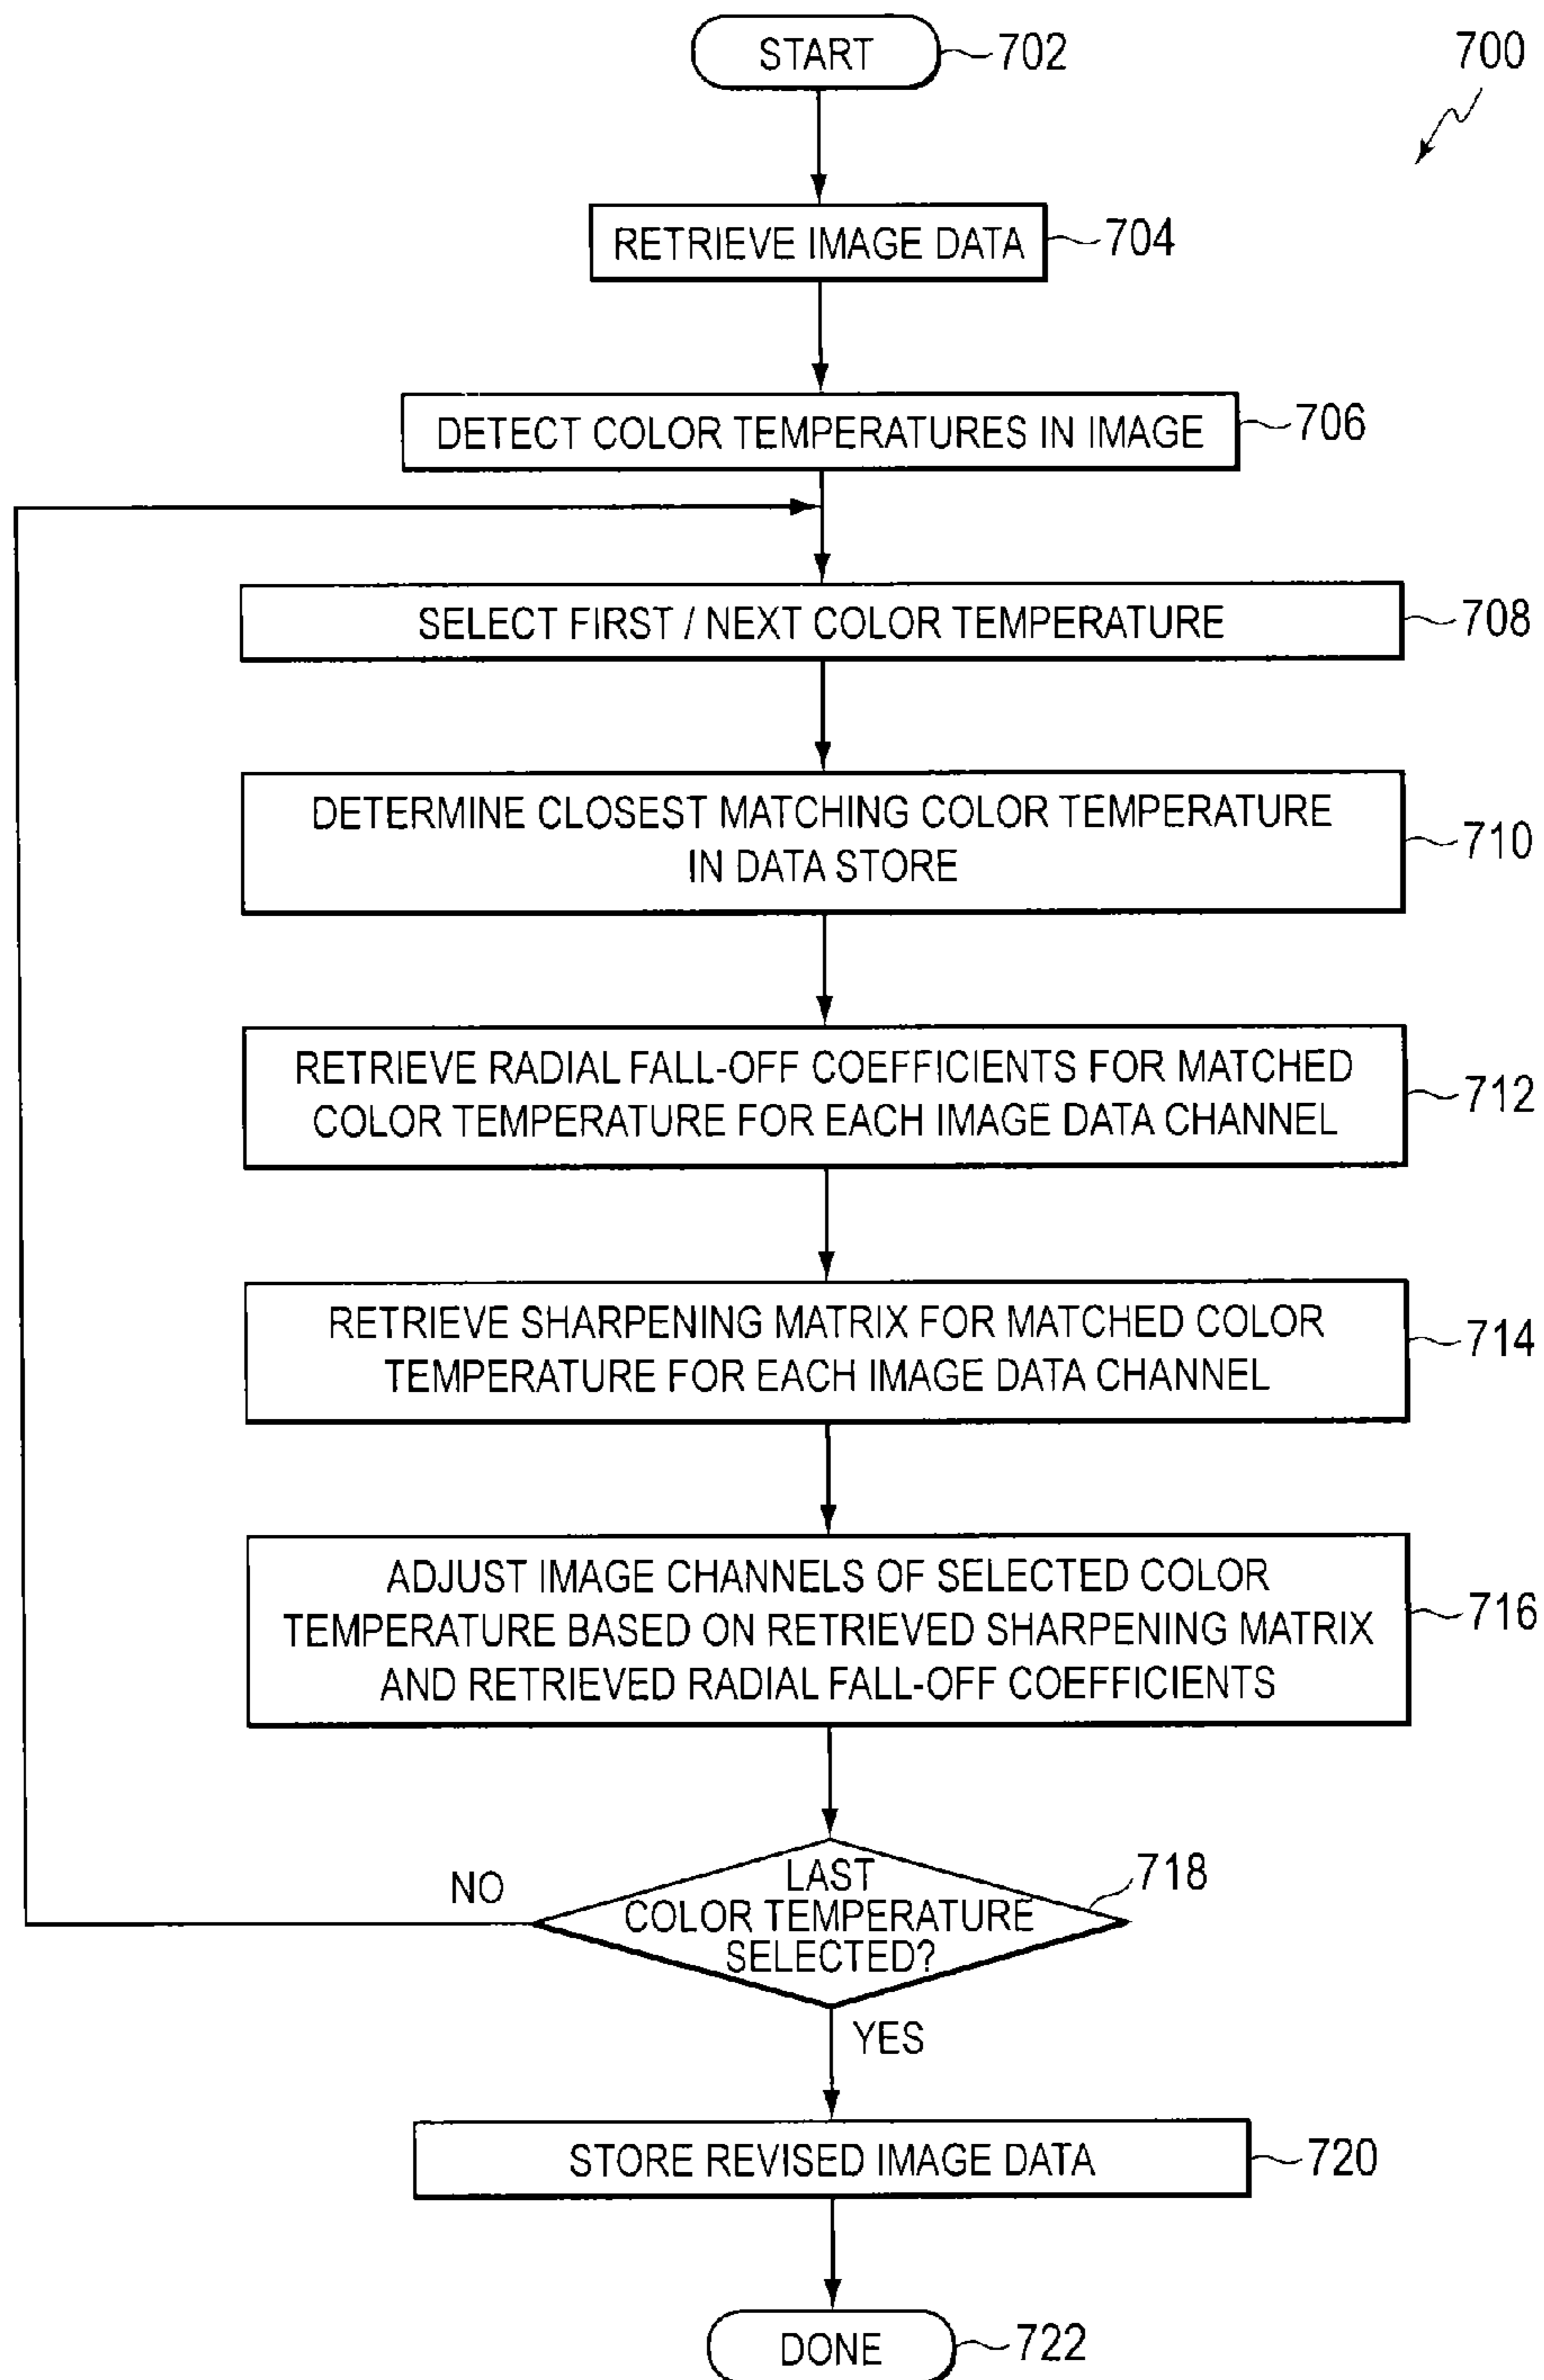 START
702
700
RETRIEVE IMAGE DATA
704
DETECT COLOR TEMPERATURES IN IMAGE
706
SELECT FIRST / NEXT COLOR TEMPERATURE
708
DETERMINE CLOSEST MATCHING COLOR TEMPERATURE
IN DATA STORE
710
RETRIEVE RADIAL FALL-OFF COEFFICIENTS FOR MATCHED
COLOR TEMPERATURE FOR EACH IMAGE DATA CHANNEL
712
RETRIEVE SHARPENING MATRIX FOR MATCHED COLOR
TEMPERATURE FOR EACH IMAGE DATA CHANNEL
714
ADJUST IMAGE CHANNELS OF SELECTED COLOR
TEMPERATURE BASED ON RETRIEVED SHARPENING MATRIX
AND RETRIEVED RADIAL FALL-OFF COEFFICIENTS
716
NO
LAST
COLOR TEMPERATURE
SELECTED?
718
YES
STORE REVISED IMAGE DATA
720
DONE
722